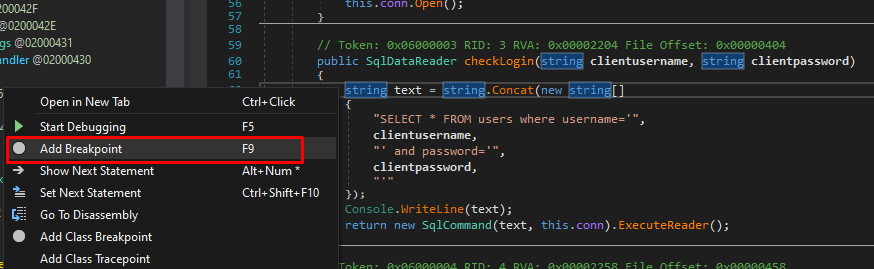 200042F
@0200042E
gs @02000431
andler @02000430
Open in New Tab Ctrl+Click
Start Debugging F5
Add Breakpoint F9
Show Next Statement Alt+Num *
Set Next Statement Ctrl+Shift+F10
Go To Disassembly
Add Class Breakpoint
Add Class Tracepoint
56 this.conn.Open();
57 }
58
59 // Token: 0x06000003 RID: 3 RVA: 0x00002204 File Offset: 0x00000404
60 public SqlDataReader checkLogin(string clientusername, string clientpassword)
{
string text = string.Concat(new string[]
{
"SELECT * FROM users where username='",
clientusername,
"' and password='",
clientpassword,
"'"
});
Console.WriteLine(text);
return new SqlCommand(text, this.conn).ExecuteReader();
Token: 0x06000004 RID: 4 RVA: 0x00002258 File Offset: 0x00000458